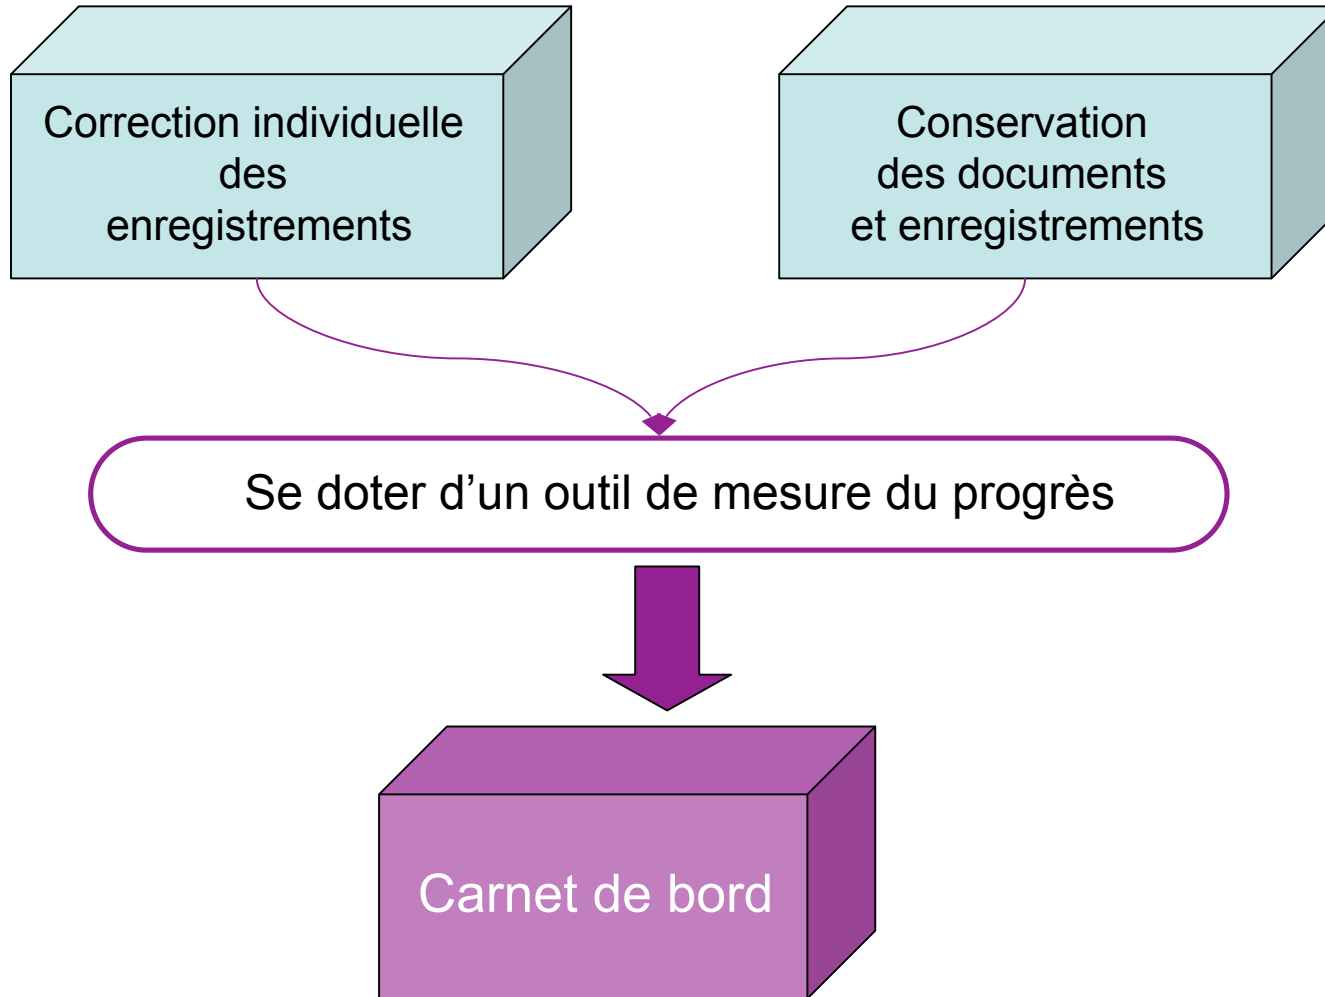 Correction individuelle
des
enregistrements
Conservation
des documents
et enregistrements
Se doter d’un outil de mesure du progrès
Carnet de bord